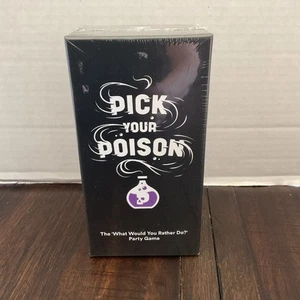 PICK
YOUR
POISON
The 'What Would You Rather Do?'
Party Game